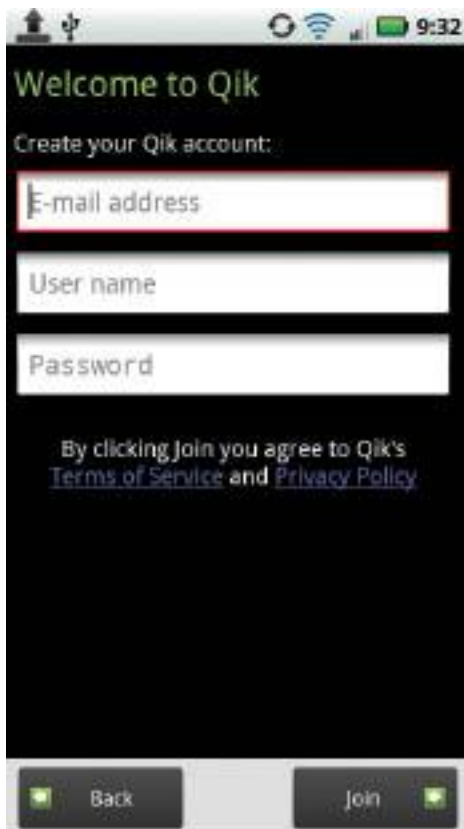 9:32
Welcome to Qik
Create your Qik account:
E-mail address
User name
Password
By clicking Join you agree to Qik's
Terms of Service and Privacy Policy
Back
Join